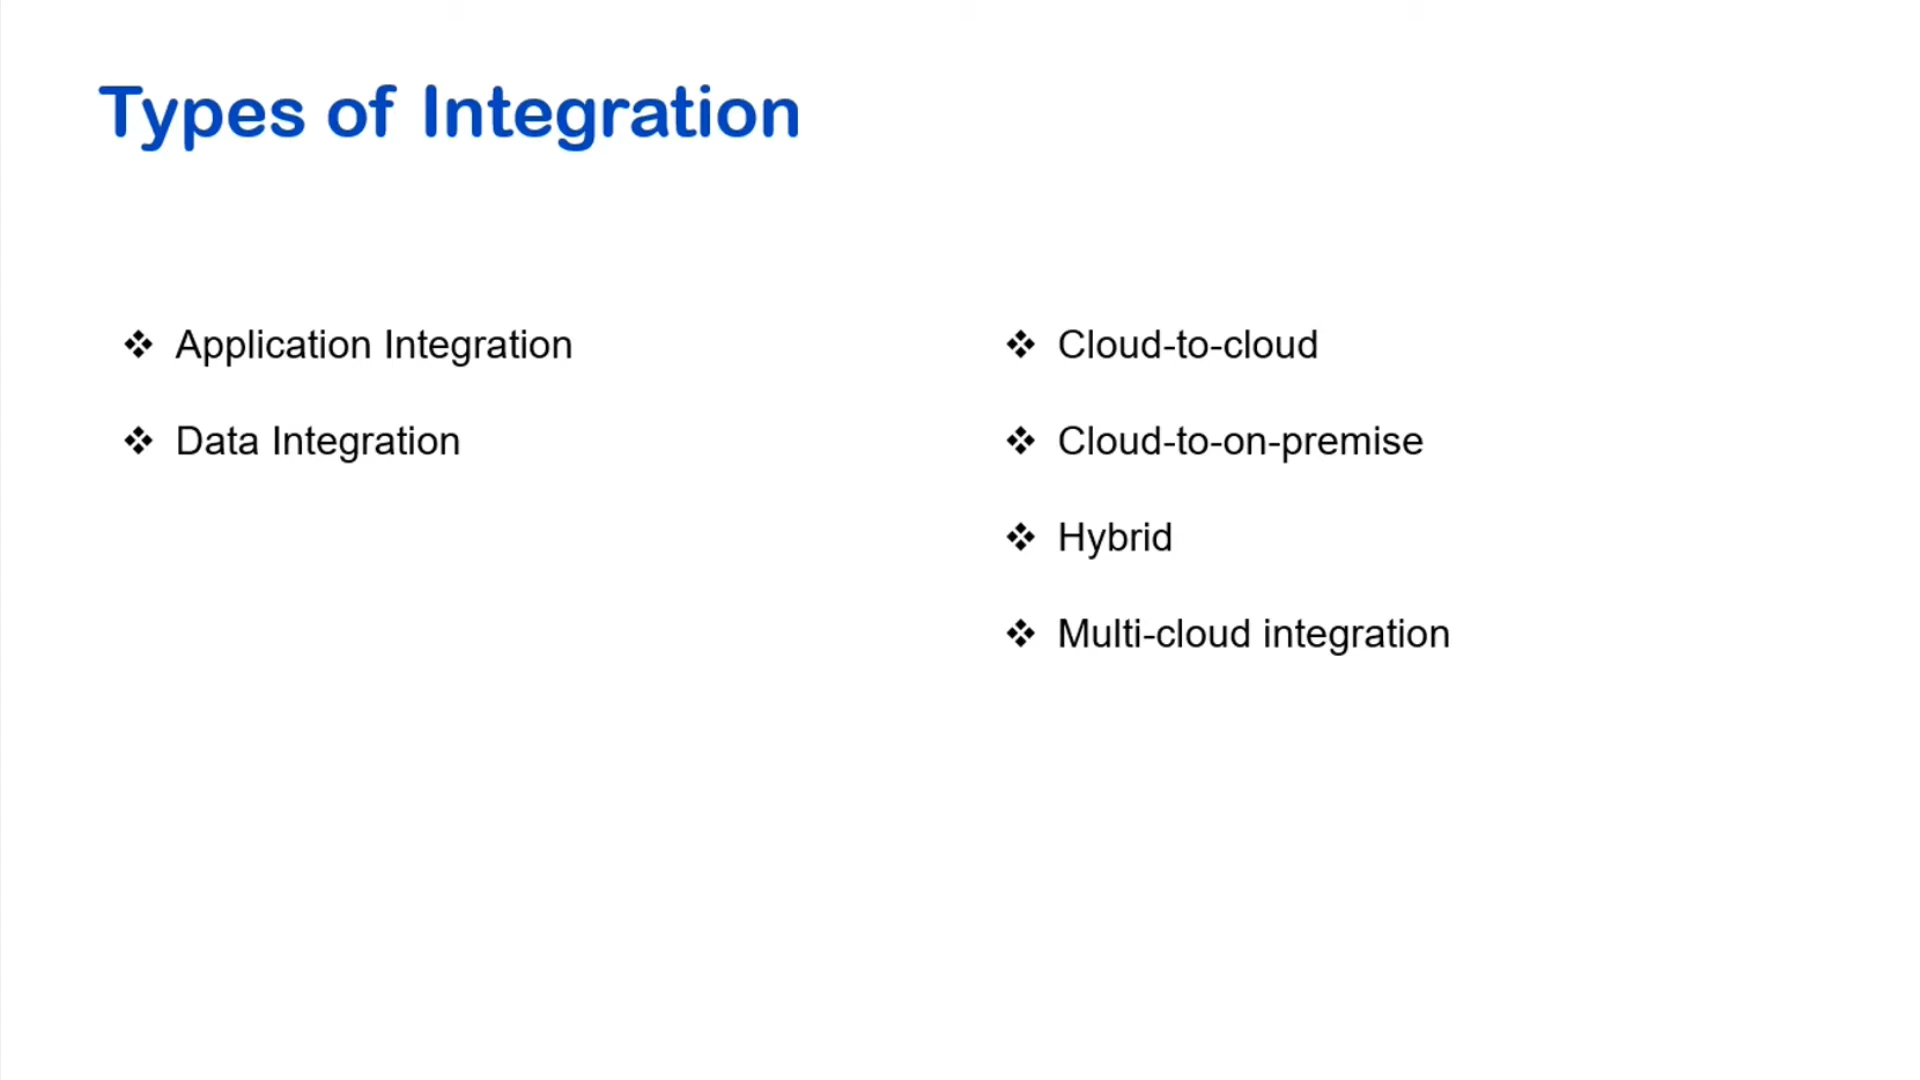 Types of Integration
❖ Application Integration
❖ Data Integration
❖ Cloud-to-cloud
❖ Cloud-to-on-premise
❖ Hybrid
❖ Multi-cloud integration